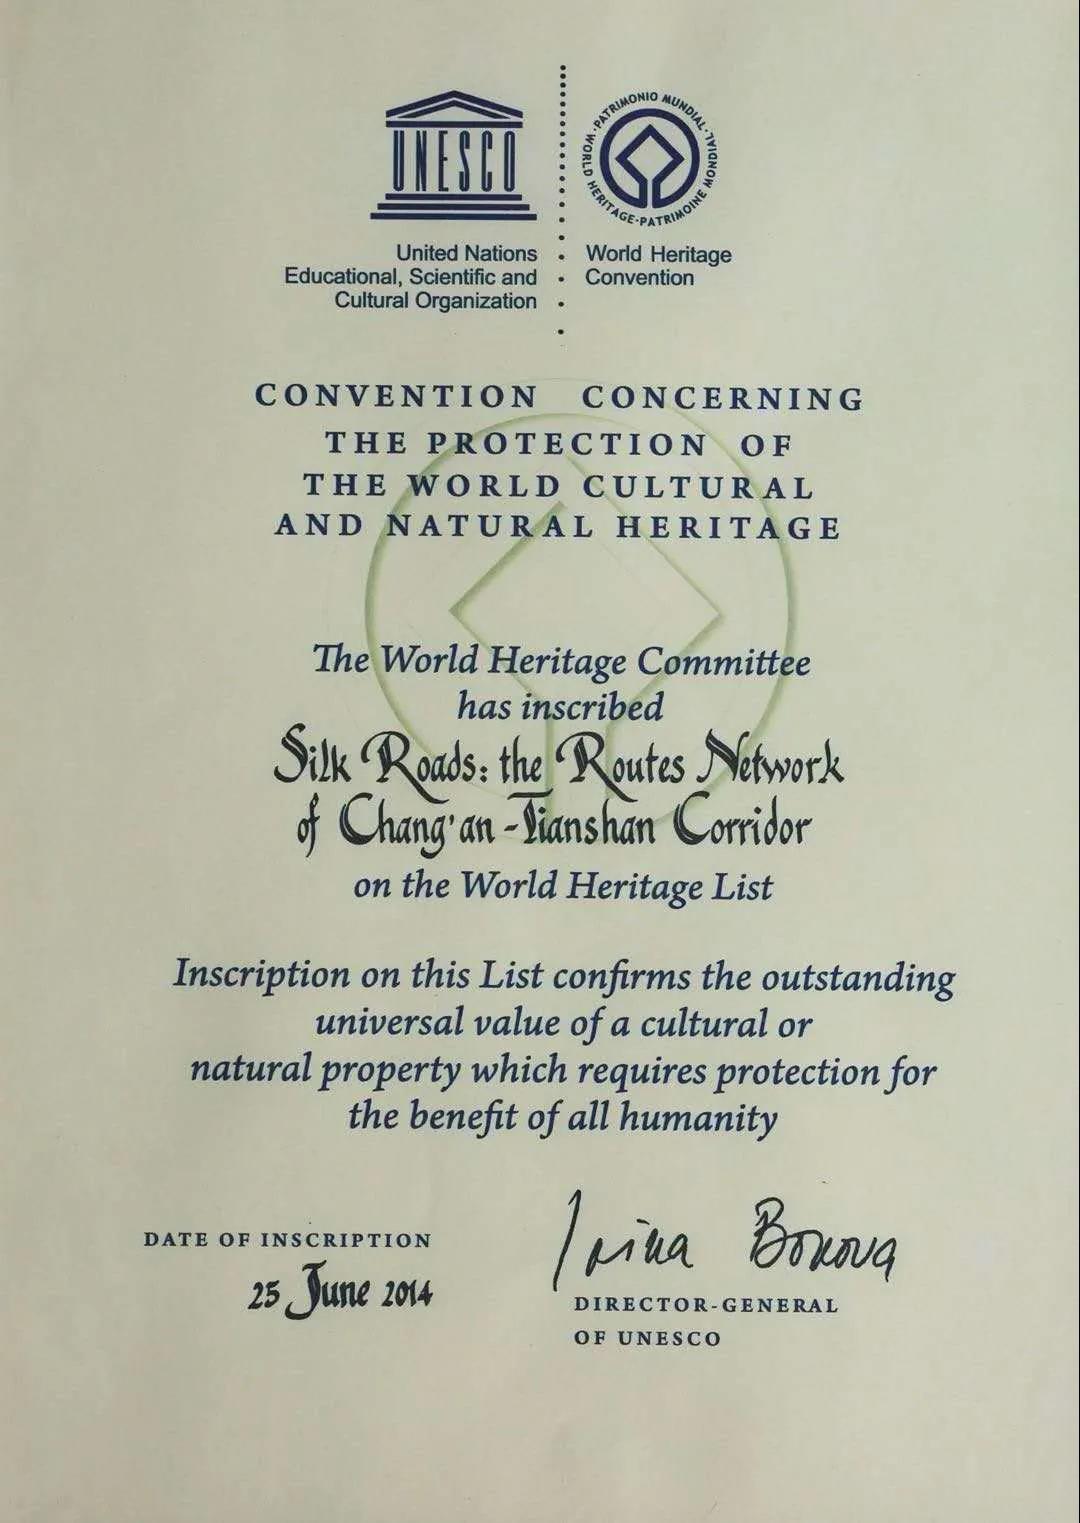 UNESCO
PATRIMONIO MUNDIAL · WORLD HERITAGE · PATRIMOINE MONDIAL ·
United Nations
Educational, Scientific and
Cultural Organization
World Heritage
Convention
CONVENTION CONCERNING
THE PROTECTION OF
THE WORLD CULTURAL
AND NATURAL HERITAGE
The World Heritage Committee
has inscribed
Silk Roads: the Routes Network
of Chang'an-Tianshan Corridor
on the World Heritage List
Inscription on this List confirms the outstanding
universal value of a cultural or
natural property which requires protection for
the benefit of all humanity
DATE OF INSCRIPTION
25 June 2014
Irina Bokova
DIRECTOR-GENERAL
OF UNESCO